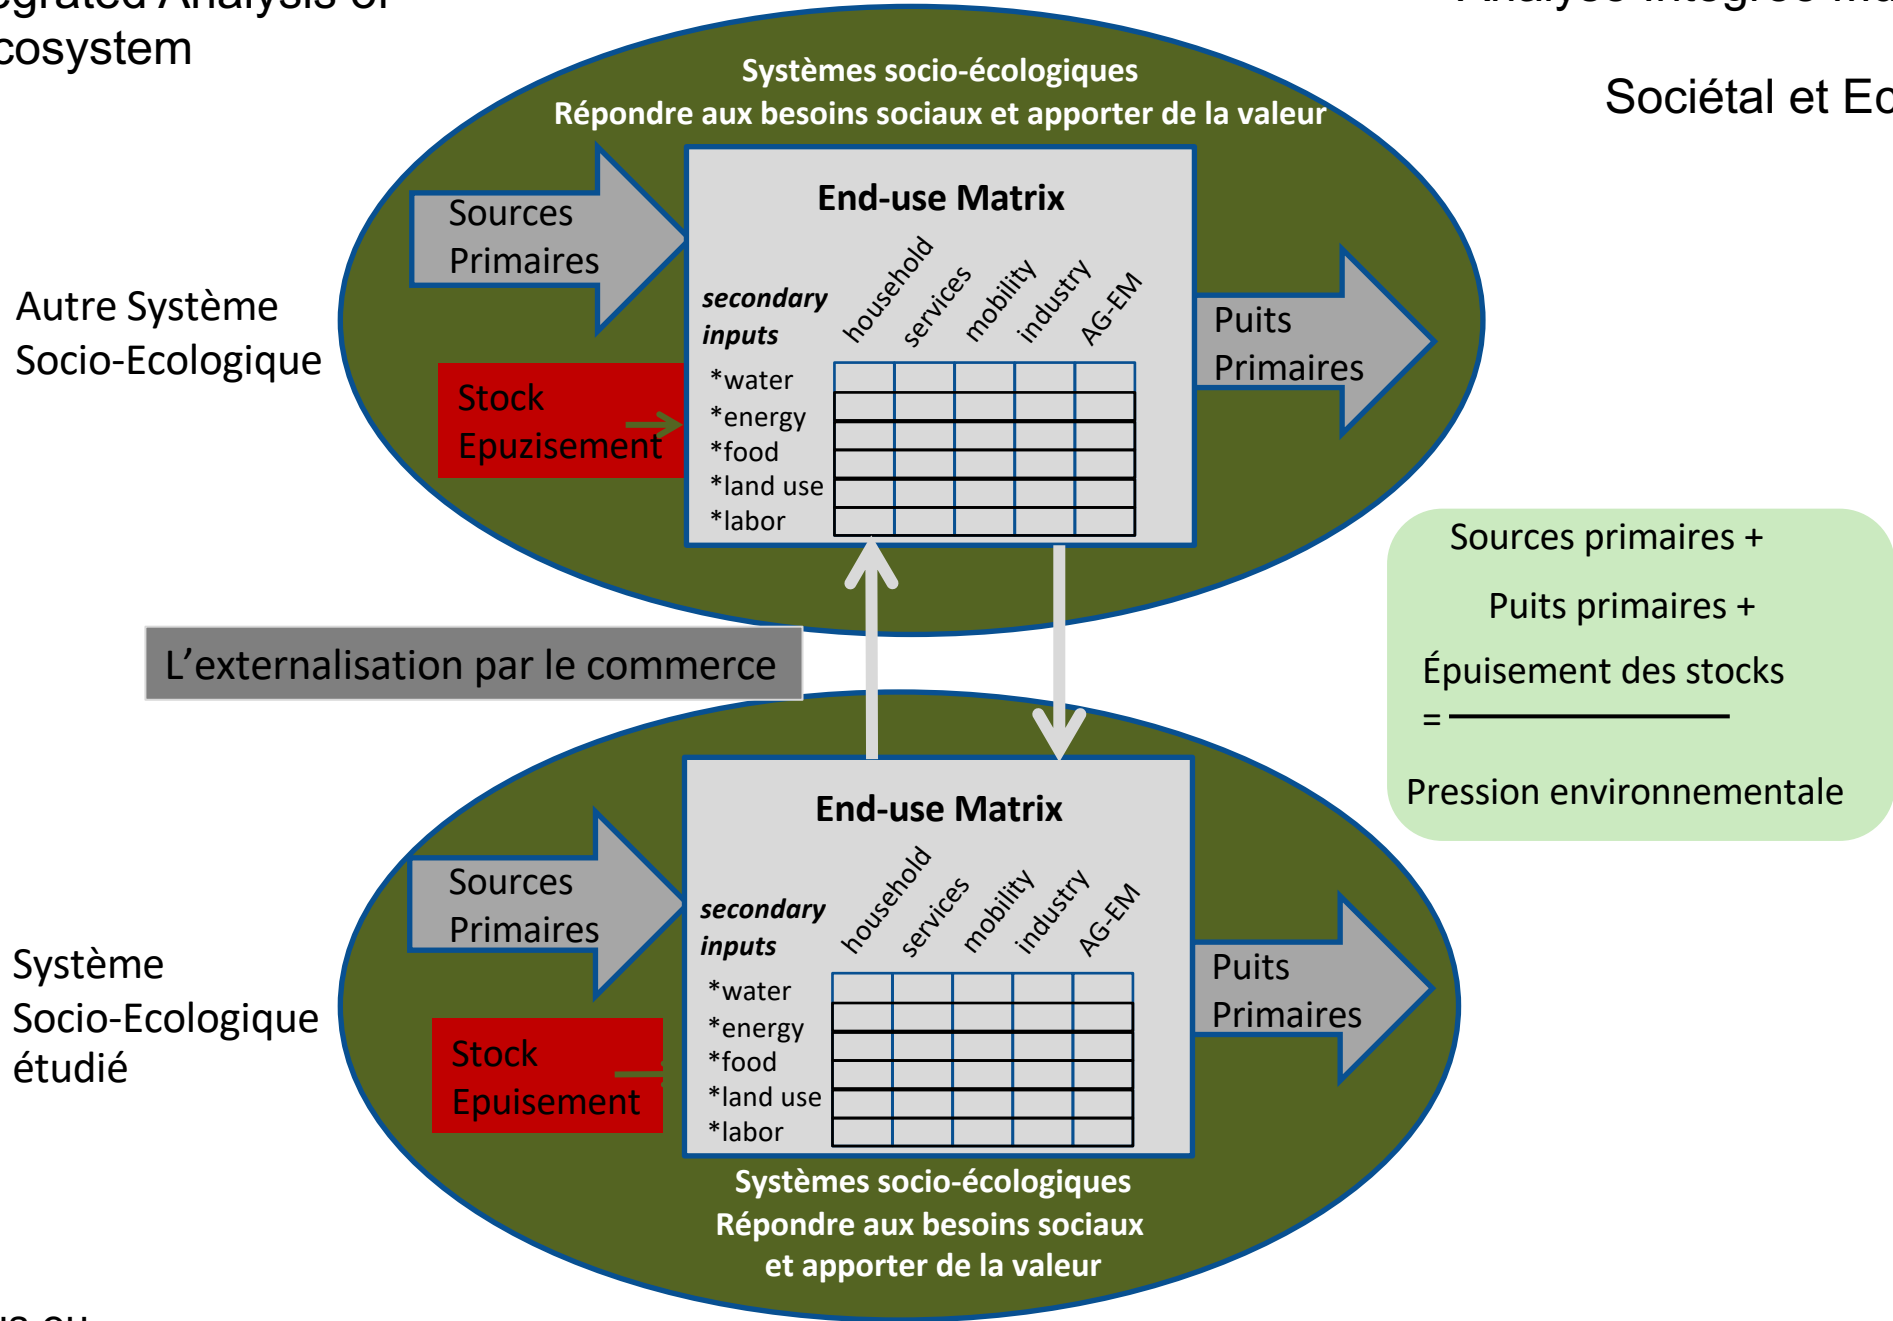 egrated Analysis of
cosystem
Sociétal et Ec
Systèmes socio-écologiques
Répondre aux besoins sociaux et apporter de la valeur
End-use Matrix
Sources
Primaires
secondary
inputs
household
services
mobility
industry
AG-EM
Puits
Primaires
Autre Système
Socio-Ecologique
Stock
Epuzisement
*water
*energy
*food
*land use
*labor
Sources primaires +
Puits primaires +
Épuisement des stocks
=
Pression environnementale
L’externalisation par le commerce
End-use Matrix
Sources
Primaires
secondary
inputs
household
services
mobility
industry
AG-EM
Puits
Primaires
Système
Socio-Ecologique
étudié
Stock
Epuisement
*water
*energy
*food
*land use
*labor
Systèmes socio-écologiques
Répondre aux besoins sociaux
et apporter de la valeur